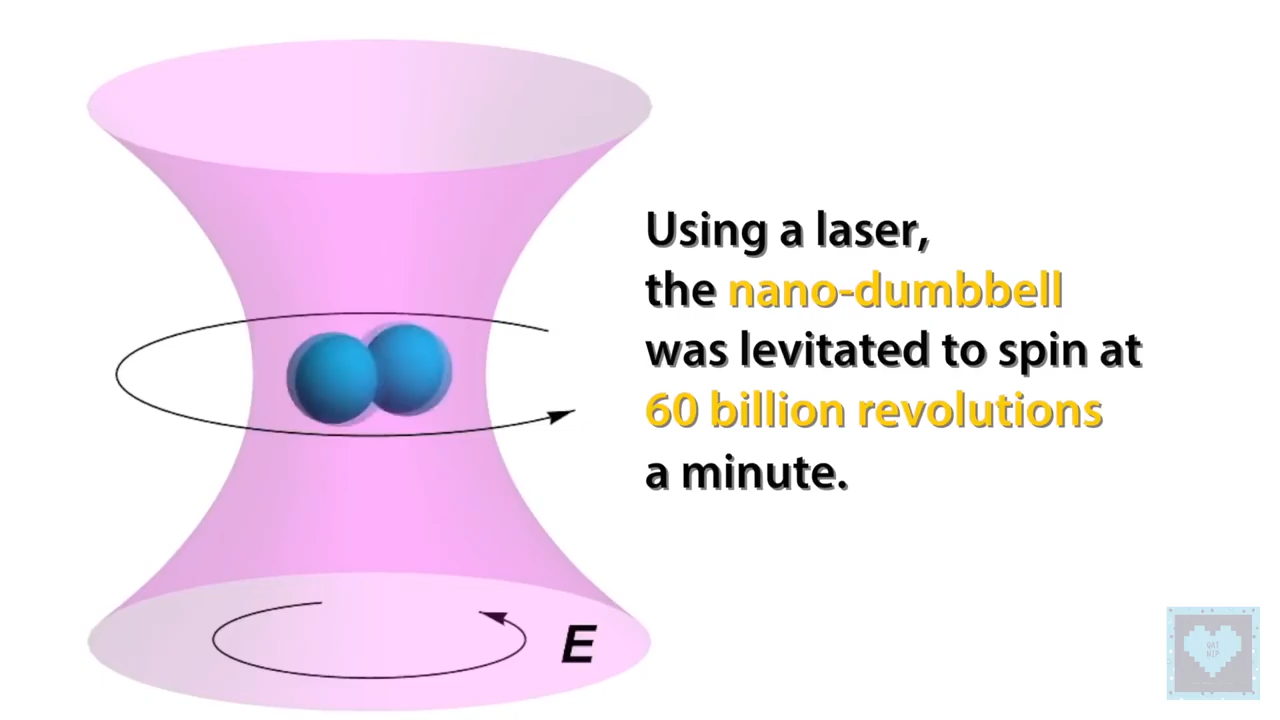 Using a laser,
the nano-dumbbell
was levitated to spin at
60 billion revolutions
a minute.
E